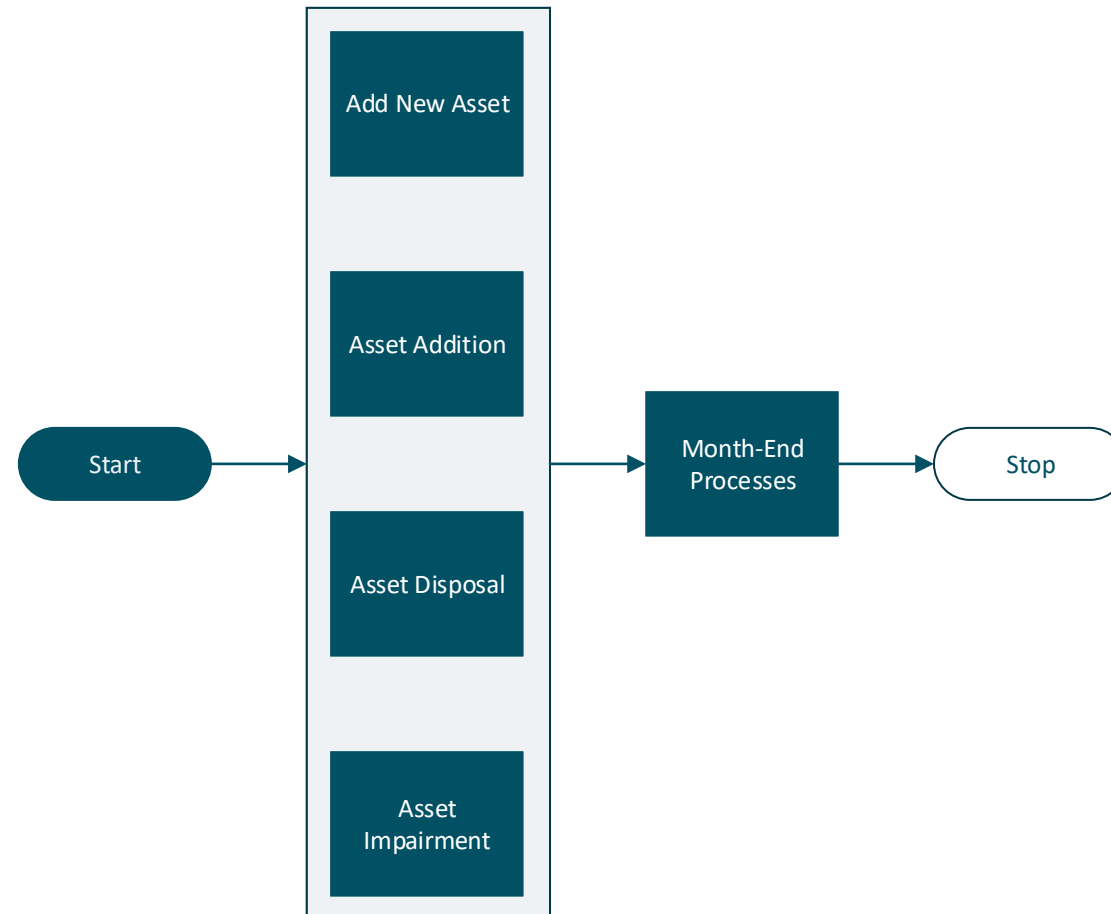 Start
Add New Asset
Asset Addition
Asset Disposal
Asset
Impairment
Month-End
Processes
Stop